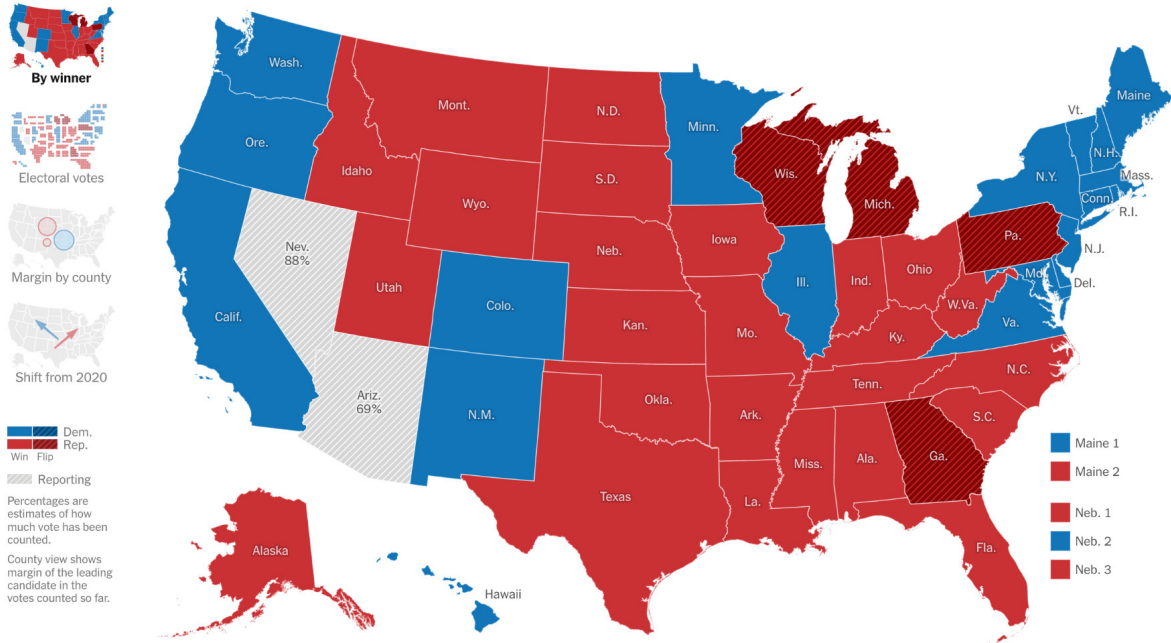 By winner
Electoral votes
Margin by county
Shift from 2020
Dem.
Rep.
Win Flip
Reporting
Percentages are
estimates of how
much vote has been
counted.
County view shows
margin of the leading
candidate in the
votes counted so far.
Wash.
Ore.
Calif.
Nev.
88%
Idaho
Mont.
Wyo.
Utah
Ariz.
69%
Colo.
N.M.
N.D.
S.D.
Neb.
Kan.
Okla.
Texas
Minn.
Iowa
Mo.
Ark.
La.
Wis.
Ill.
Mich.
Ind.
Ohio
Ky.
Tenn.
Miss.
Ala.
Ga.
Fla.
S.C.
N.C.
Va.
W.Va.
Pa.
Md.
Del.
N.J.
N.Y.
Conn.
R.I.
Mass.
Vt.
N.H.
Maine
Alaska
Hawaii
Maine 1
Maine 2
Neb. 1
Neb. 2
Neb. 3